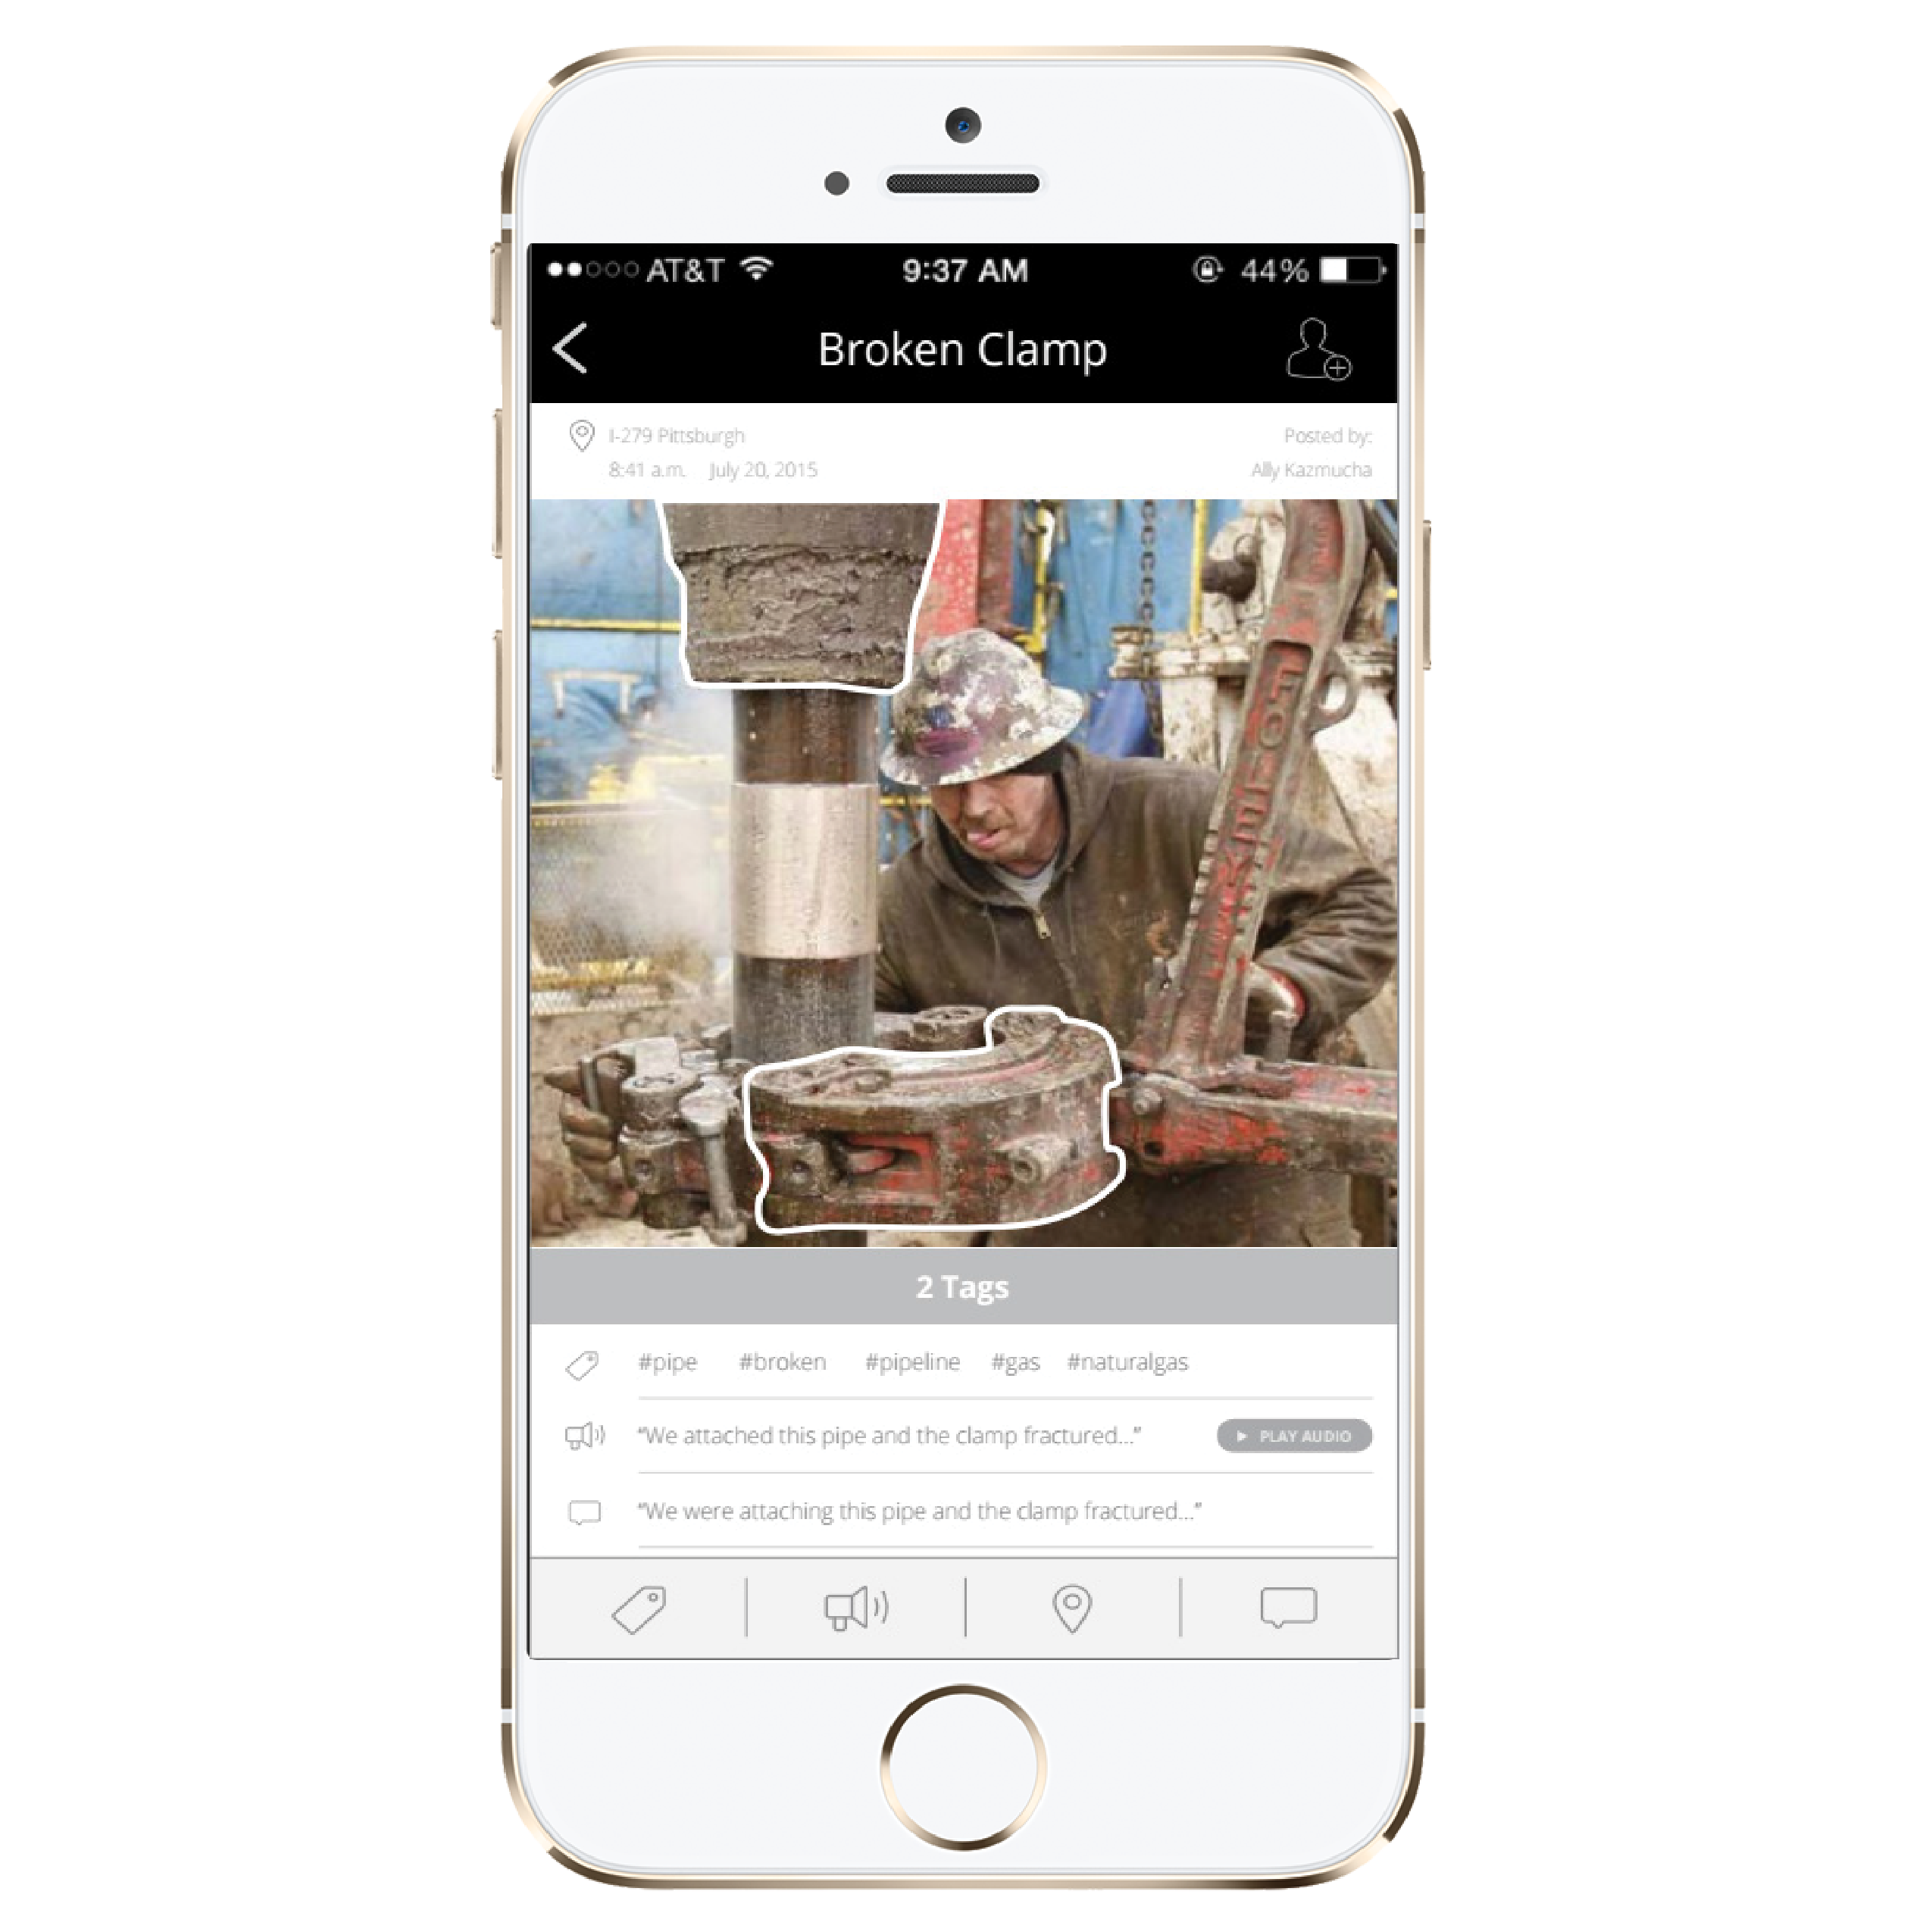 AT&T 9:37 AM 44%
Broken Clamp
I-279 Pittsburgh Posted by:
8:41 a.m. July 20, 2015 Ally Kazmucha
2 Tags
#pipe #broken #pipeline #gas #naturalgas
“We attached this pipe and the clamp fractured...” PLAY AUDIO
“We were attaching this pipe and the clamp fractured...”